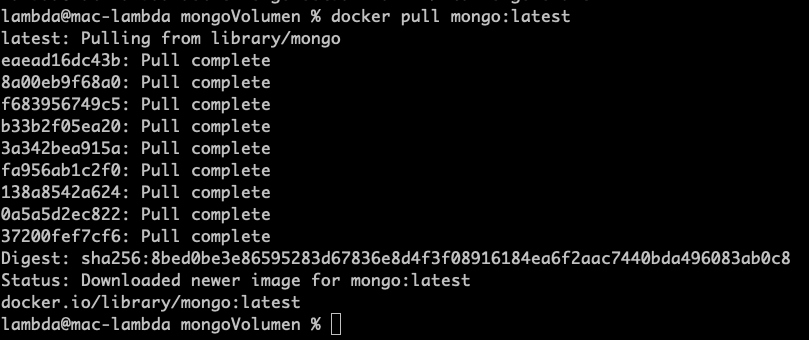 lambda@mac-lambda mongoVolumen % docker pull mongo:latest
latest: Pulling from library/mongo
eaead16dc43b: Pull complete
8a00eb9f68a0: Pull complete
f683956749c5: Pull complete
b33b2f05ea20: Pull complete
3a342bea915a: Pull complete
fa956ab1c2f0: Pull complete
138a8542a624: Pull complete
0a5a5d2ec822: Pull complete
37200fef7cf6: Pull complete
Digest: sha256:8bed0be3e86595283d67836e8d4f3f08916184ea6f2aac7440bda496083ab0c8
Status: Downloaded newer image for mongo:latest
docker.io/library/mongo:latest
lambda@mac-lambda mongoVolumen %